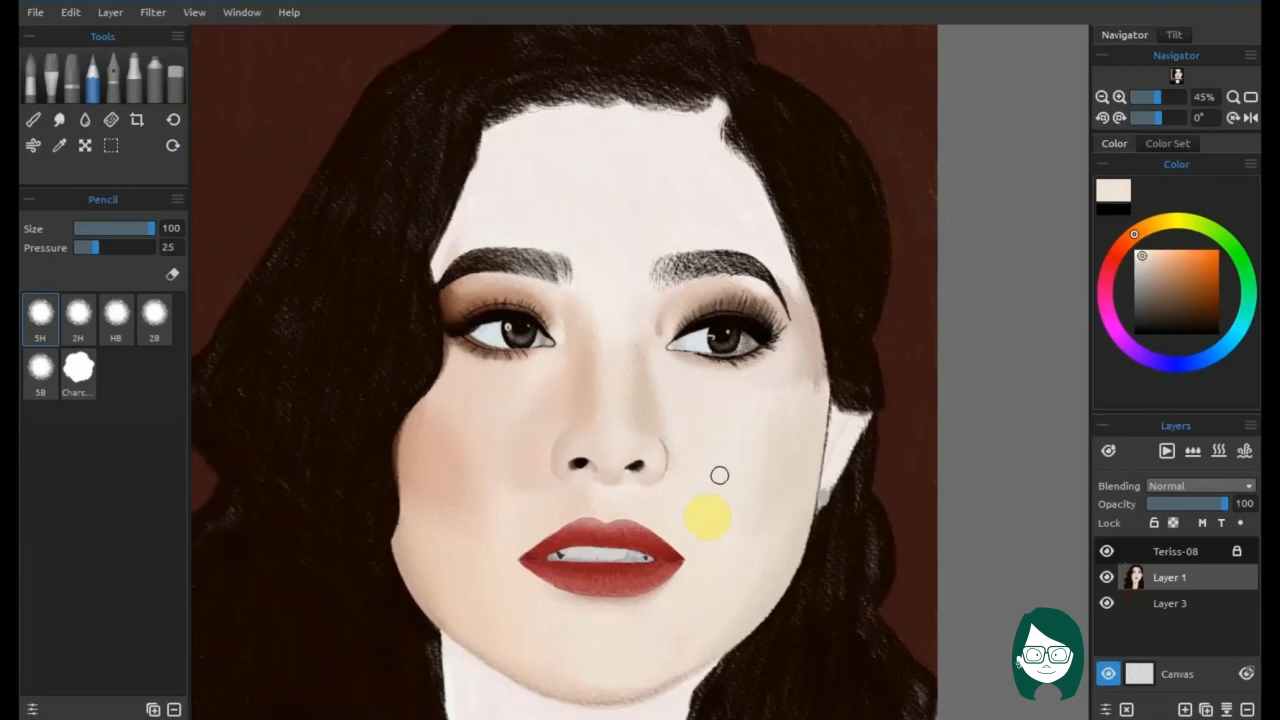 File Edit Layer Filter View Window Help
Tools
Pencil
Size 100
Pressure 25
5H 2H HB 2B
5B Charc...
Navigator Tilt
Navigator
45%
0°
Color Color Set
Color
Layers
Blending Normal
Opacity 100
Lock M T
Teriss-08
Layer 1
Layer 3
Canvas